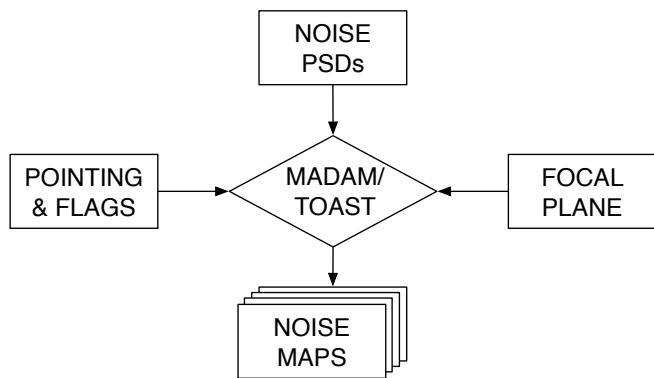 NOISE
PSDs
POINTING
& FLAGS
MADAM/
TOAST
FOCAL
PLANE
NOISE
MAPS